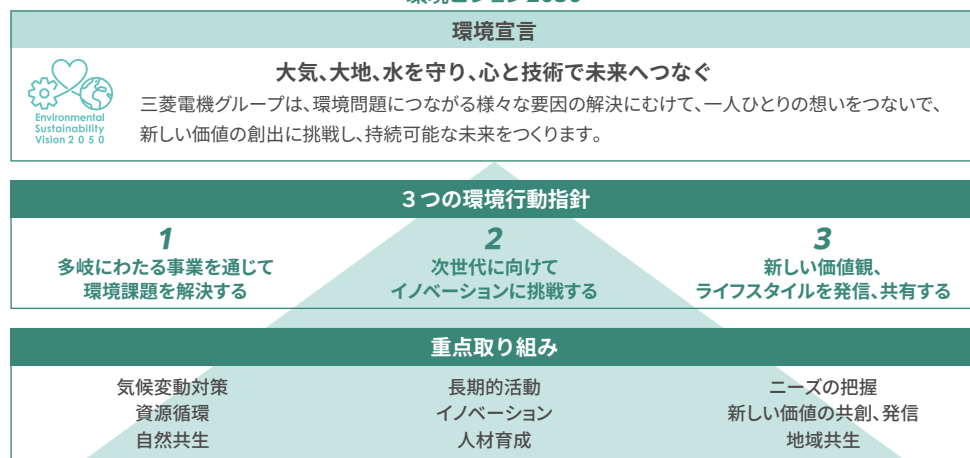 環境ビジョン2050
環境宣言
大気、大地、水を守り、心と技術で未来へつなぐ
三菱電機グループは、環境問題につながる様々な要因の解決にむけて、一人ひとりの想いをつないで、
新しい価値の創出に挑戦し、持続可能な未来をつくります。
Environmental
Sustainability
Vision 2050
3つの環境行動指針
1
多岐にわたる事業を通じて
環境課題を解決する
2
次世代に向けて
イノベーションに挑戦する
3
新しい価値観、
ライフスタイルを発信、共有する
重点取り組み
気候変動対策
資源循環
自然共生
長期的活動
イノベーション
人材育成
ニーズの把握
新しい価値の共創、発信
地域共生